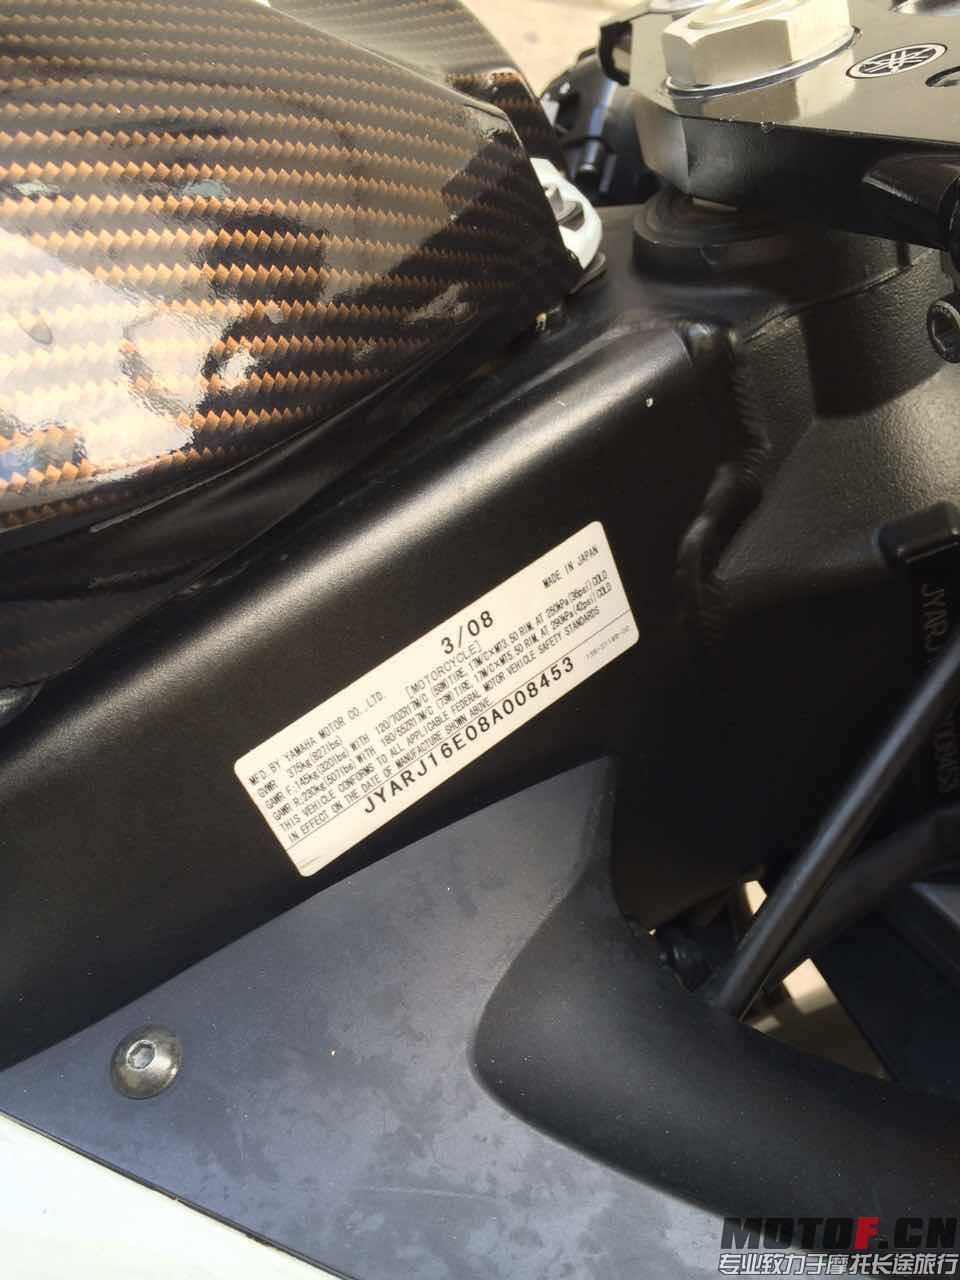 MFD. BY YAMAHA MOTOR CO., LTD. 3/08 MADE IN JAPAN
GVWR 375kg(827lbs) [MOTORCYCLE]
GAWR F:145kg(320lbs) WITH 120/70ZR17M/C (58W)TIRE, 17M/C×MT3.50 RIM, AT 250kPa(36psi)COLD
GAWR R:230kg(507lbs) WITH 180/55ZR17M/C (73W)TIRE, 17M/C×MT5.50 RIM, AT 290kPa(42psi)COLD
THIS VEHICLE CONFORMS TO ALL APPLICABLE FEDERAL MOTOR VEHICLE SAFETY STANDARDS
IN EFFECT ON THE DATE OF MANUFACTURE SHOWN ABOVE.
JYARJ16E08A008453
MOTOF.CN
专业致力于摩托长途旅行